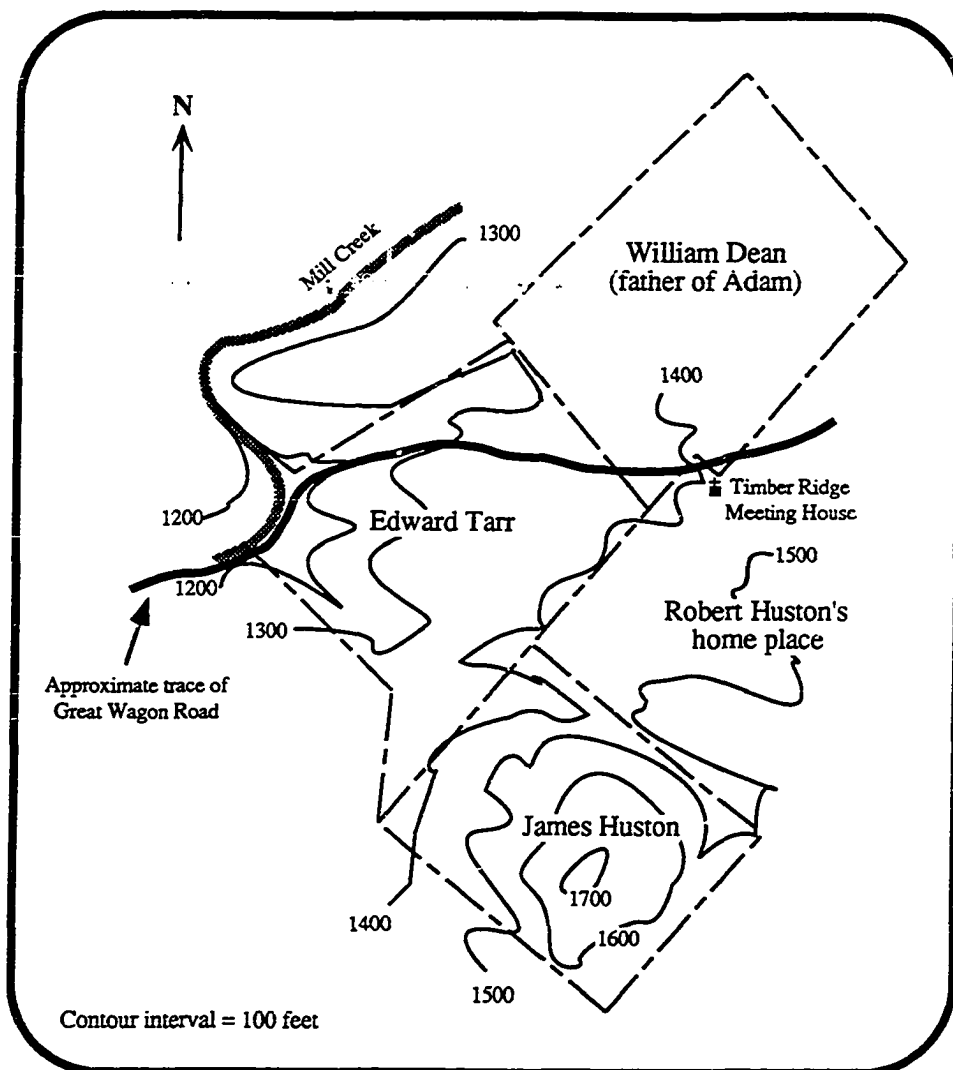 N
Mill Creek
1300
William Dean
(father of Adam)
1400
Timber Ridge
Meeting House
1200
Edward Tarr
1500
1200
Robert Huston's
home place
1300
Approximate trace of
Great Wagon Road
James Huston
1700
1400
1600
1500
Contour interval = 100 feet